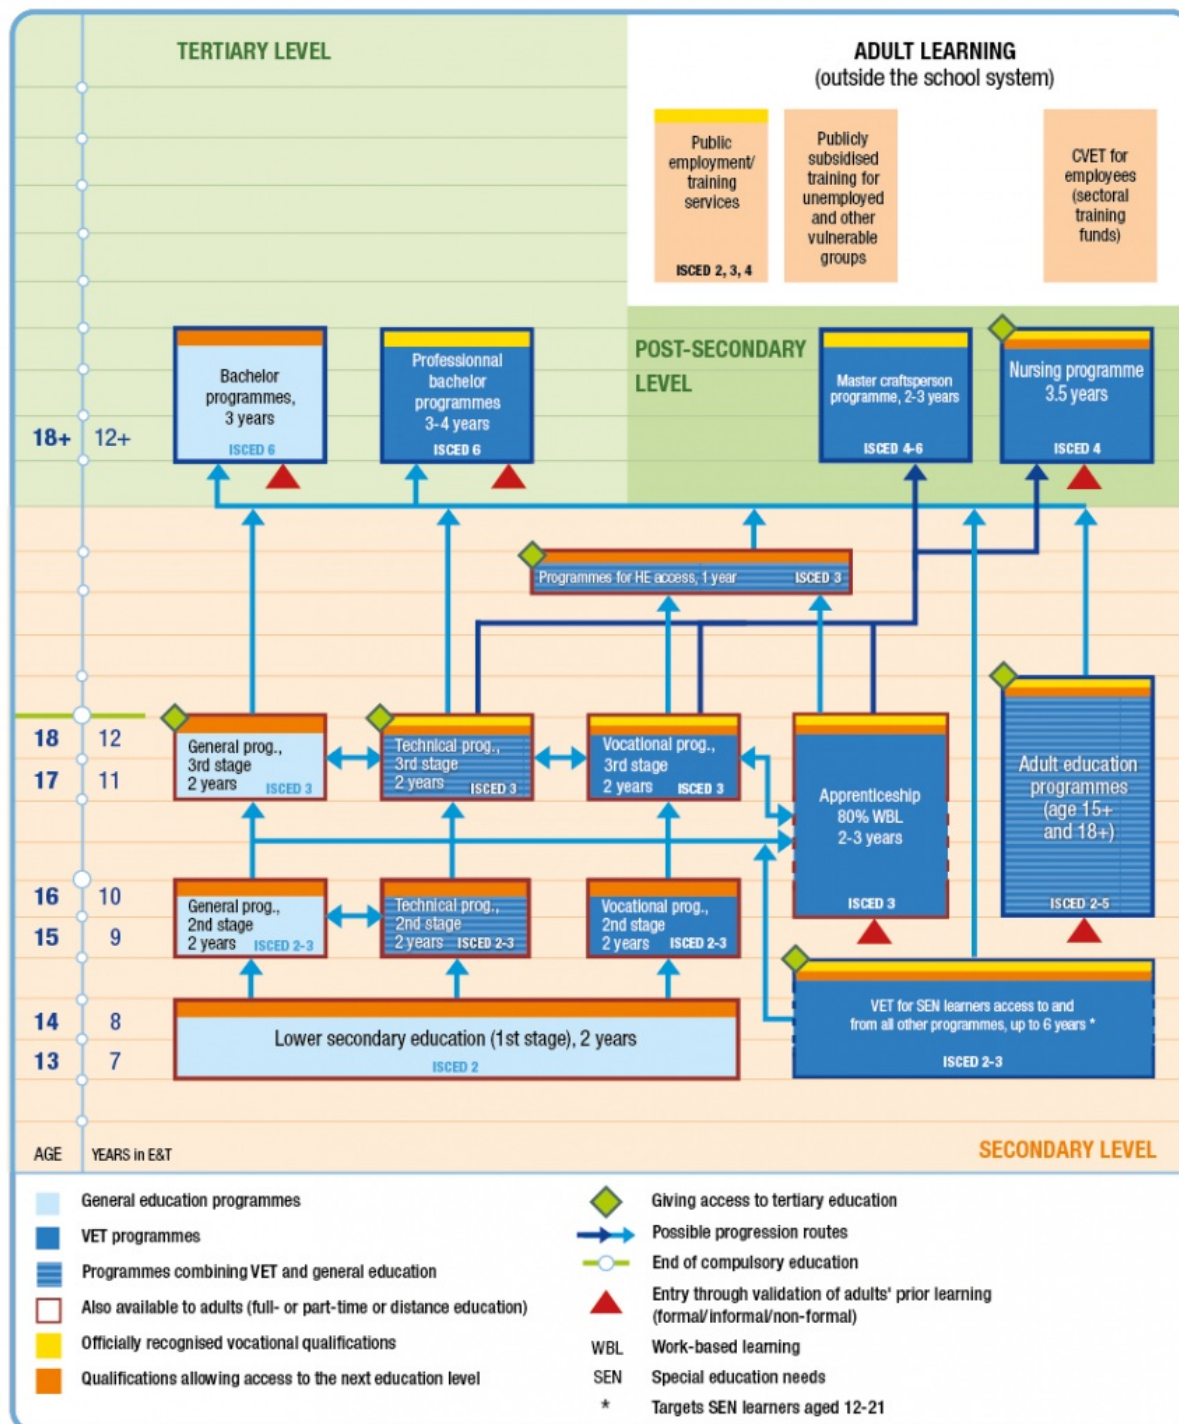 TERTIARY LEVEL
ADULT LEARNING
(outside the school system)
Public
employment/
training
services
ISCED 2, 3, 4
Publicly
subsidised
training for
unemployed
and other
vulnerable
groups
CVET for
employees
(sectoral
training
funds)
POST-SECONDARY
LEVEL
Bachelor
programmes,
3 years
ISCED 6
Professionnal
bachelor
programmes
3-4 years
ISCED 6
Master craftsperson
programme, 2-3 years
ISCED 4-6
Nursing programme
3.5 years
ISCED 4
18+ 12+
Programmes for HE access, 1 year ISCED 3
18 12
17 11
General prog.,
3rd stage
2 years ISCED 3
Technical prog.,
3rd stage
2 years ISCED 3
Vocational prog.,
3rd stage
2 years ISCED 3
Apprenticeship
80% WBL
2-3 years
ISCED 3
Adult education
programmes
(age 15+
and 18+)
ISCED 2-5
16 10
15 9
General prog.,
2nd stage
2 years ISCED 2-3
Technical prog.,
2nd stage
2 years ISCED 2-3
Vocational prog.,
2nd stage
2 years ISCED 2-3
14 8
13 7
Lower secondary education (1st stage), 2 years
ISCED 2
VET for SEN learners access to and
from all other programmes, up to 6 years *
ISCED 2-3
AGE YEARS in E&T
SECONDARY LEVEL
General education programmes
VET programmes
Programmes combining VET and general education
Also available to adults (full- or part-time or distance education)
Officially recognised vocational qualifications
Qualifications allowing access to the next education level
Giving access to tertiary education
Possible progression routes
End of compulsory education
Entry through validation of adults' prior learning
(formal/informal/non-formal)
WBL Work-based learning
SEN Special education needs
* Targets SEN learners aged 12-21